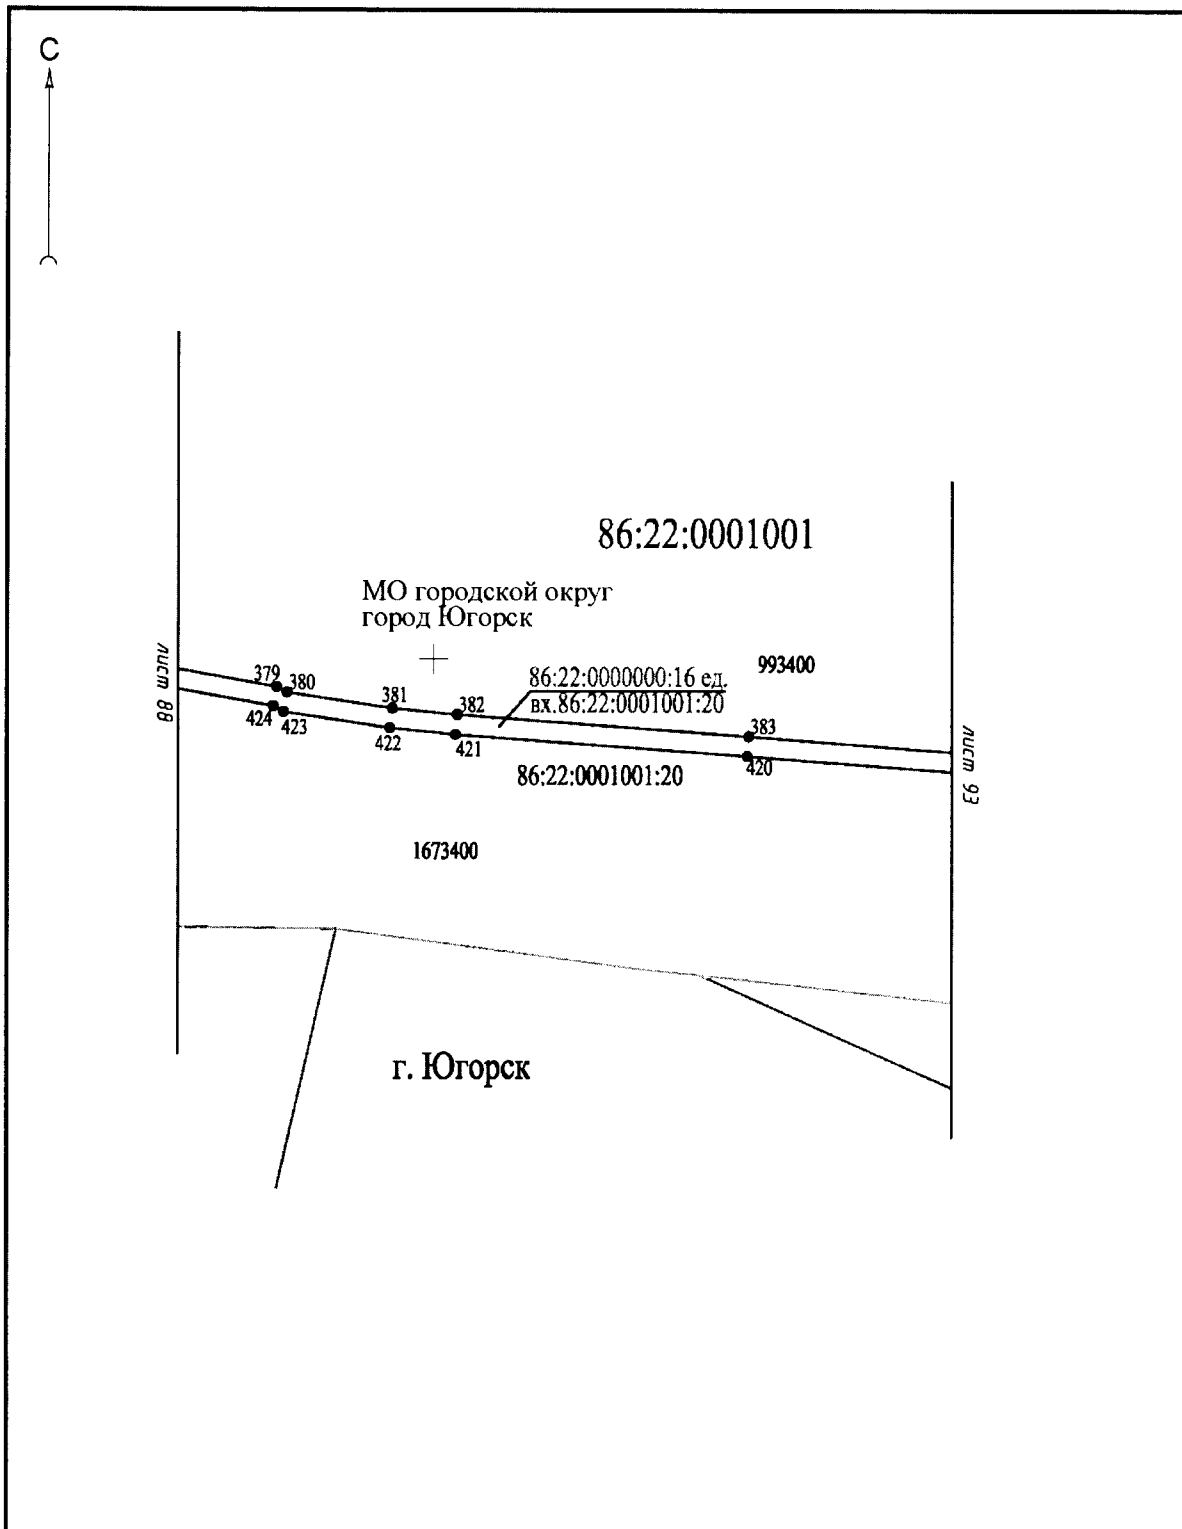 С
86:22:0001001
МО городской округ
город Югорск
993400
86:22:0000000:16 ед.
вх.86:22:0001001:20
379
380
381
382
383
лист 88
424
423
422
421
420
лист 93
86:22:0001001:20
1673400
г. Югорск